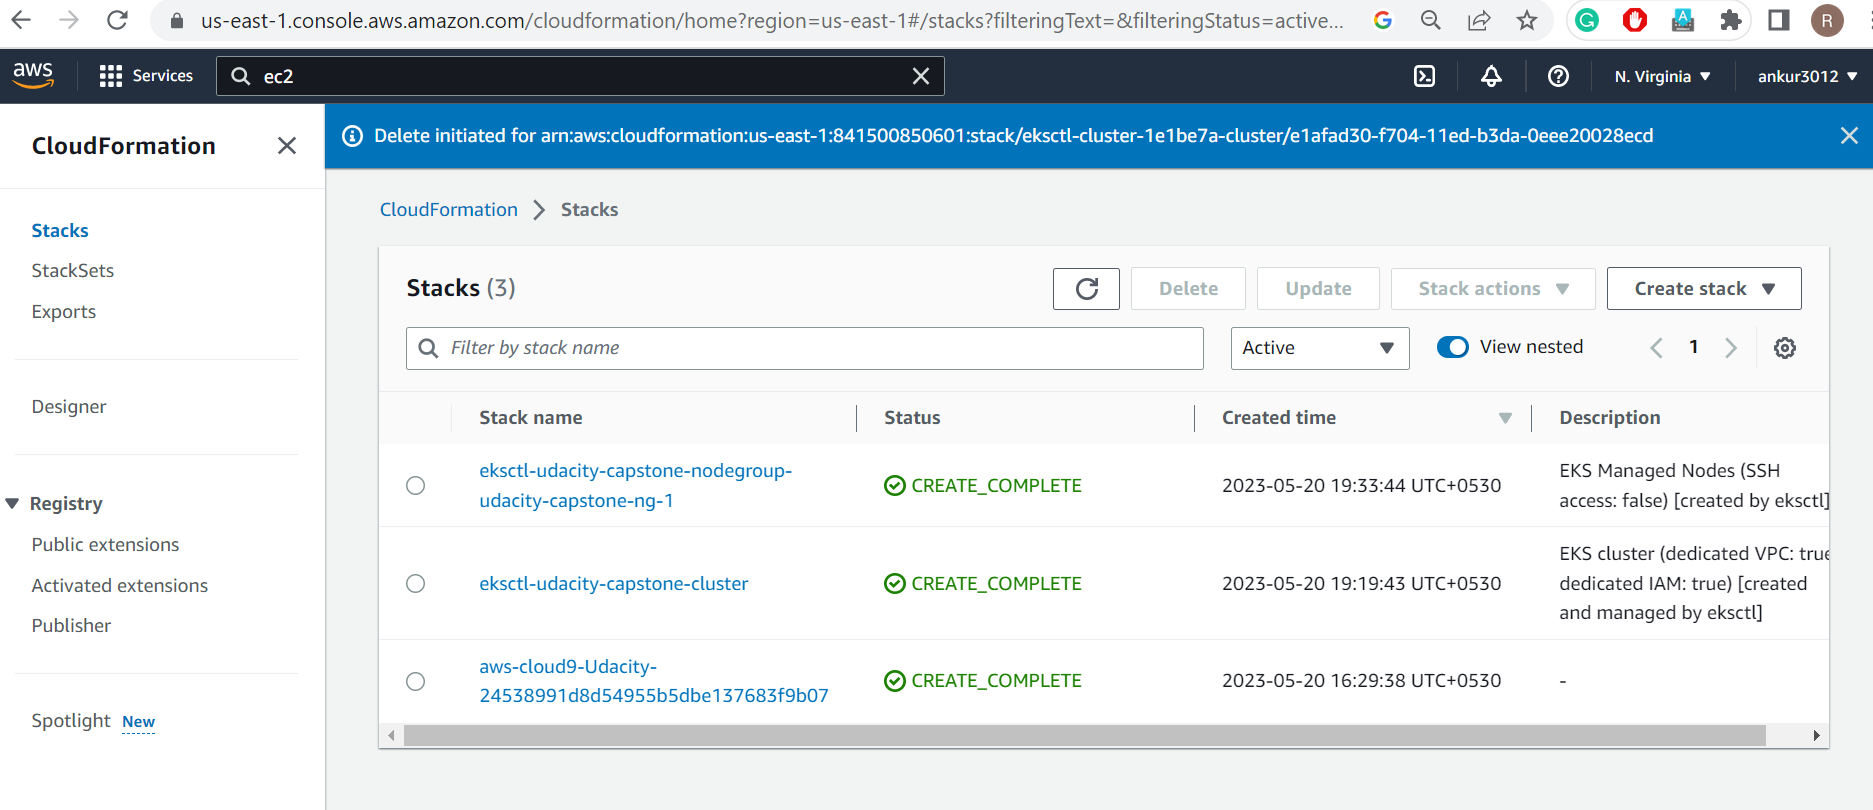 us-east-1.console.aws.amazon.com/cloudformation/home?region=us-east-1#/stacks?filteringText=&filteringStatus=active...
G
A
R
aws
Services
ec2
N. Virginia
ankur3012
CloudFormation
Delete initiated for arn:aws:cloudformation:us-east-1:841500850601:stack/eksctl-cluster-1e1be7a-cluster/e1afad30-f704-11ed-b3da-0eee20028ecd
Stacks
StackSets
Exports
Designer
Registry
Public extensions
Activated extensions
Publisher
Spotlight New
CloudFormation > Stacks
Stacks (3)
Delete
Update
Stack actions
Create stack
Filter by stack name
Active
View nested
1
Stack name
Status
Created time
Description
eksctl-udacity-capstone-nodegroup-
udacity-capstone-ng-1
CREATE_COMPLETE
2023-05-20 19:33:44 UTC+0530
EKS Managed Nodes (SSH
access: false) [created by eksctl]
eksctl-udacity-capstone-cluster
CREATE_COMPLETE
2023-05-20 19:19:43 UTC+0530
EKS cluster (dedicated VPC: true
dedicated IAM: true) [created
and managed by eksctl]
aws-cloud9-Udacity-
24538991d8d54955b5dbe137683f9b07
CREATE_COMPLETE
2023-05-20 16:29:38 UTC+0530
-